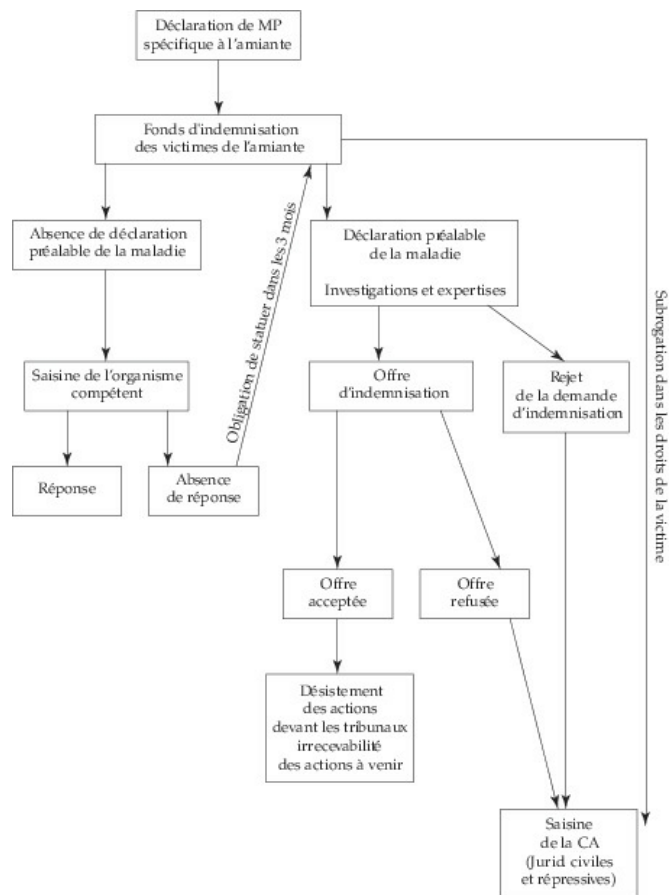 Déclaration de MP
spécifique à l'amiante
Fonds d'indemnisation
des victimes de l'amiante
Absence de déclaration
préalable de la maladie
Obligation de statuer dans les 3 mois
Déclaration préalable
de la maladie
Investigations et expertises
Subrogation dans les droits de la victime
Saisine de l'organisme
compétent
Offre
d'indemnisation
Rejet
de la demande
d'indemnisation
Réponse
Absence
de réponse
Offre
acceptée
Offre
refusée
Désistement
des actions
devant les tribunaux
irrecevabilité
des actions à venir
Saisine
de la CA
(Jurid civiles
et répressives)